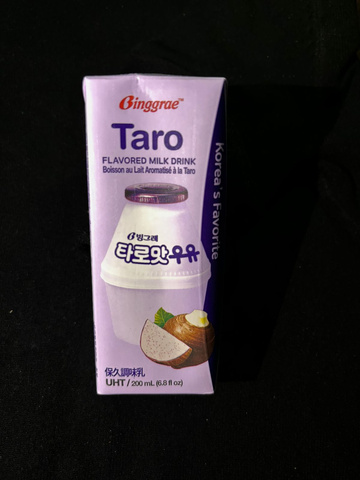 Binggrae™
Taro
FLAVORED MILK DRINK
Boisson au Lait Aromatisé à la Taro
Korea's Favorite
빙그레
타로맛우유
保久調味乳
UHT / 200 mL (6.8 fl oz)